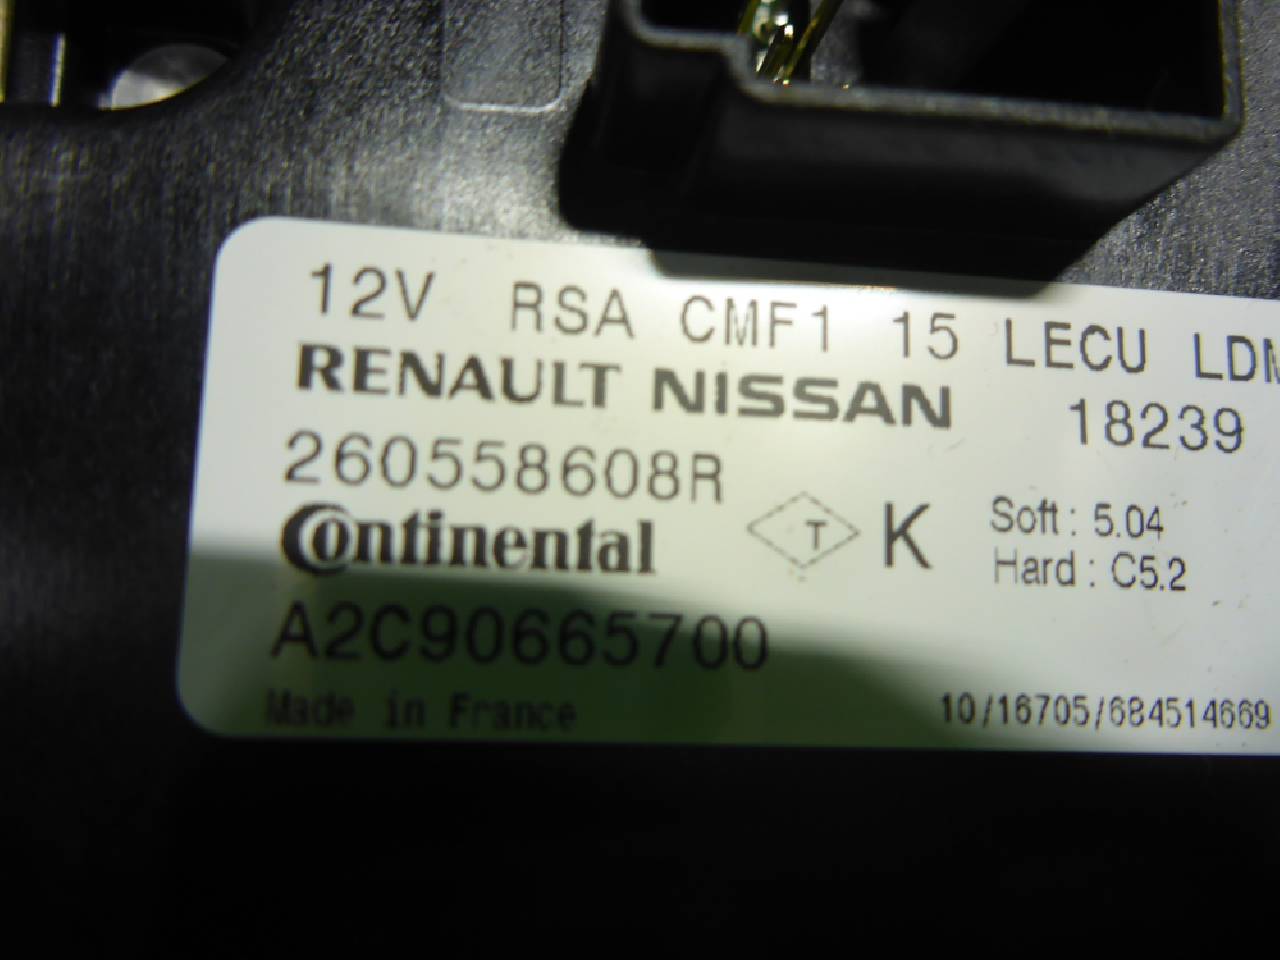 12V RSA CMF1 15 LECU LDM
RENAULT NISSAN 18239
260558608R
Continental T K Soft : 5.04
Hard : C5.2
A2C90665700
Made in France 10/16705/684514669